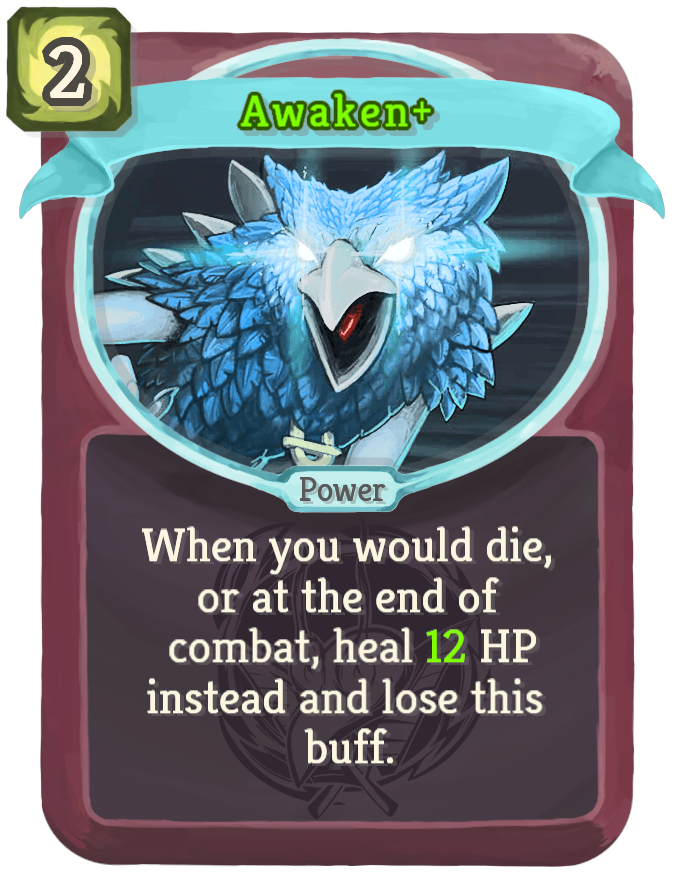 2
Awaken+
Power
When you would die,
or at the end of
combat, heal 12 HP
instead and lose this
buff.